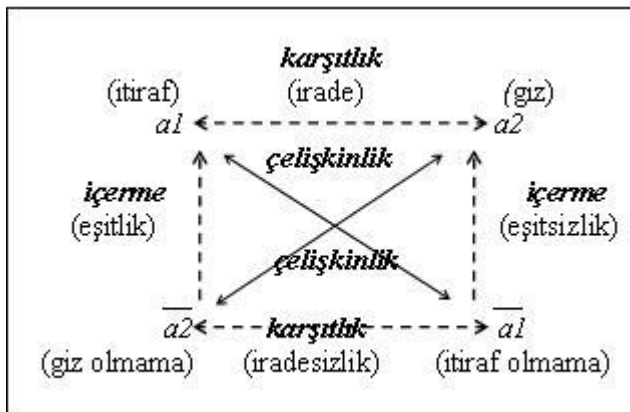 karşıtlık
(itiraf) (irade) (giz)
a1 a2
çelişkinlik
içerme içerme
(eşitlik) (eşitsizlik)
çelişkinlik
a2 karşıtlık a1
(giz olmama) (iradesizlik) (itiraf olmama)